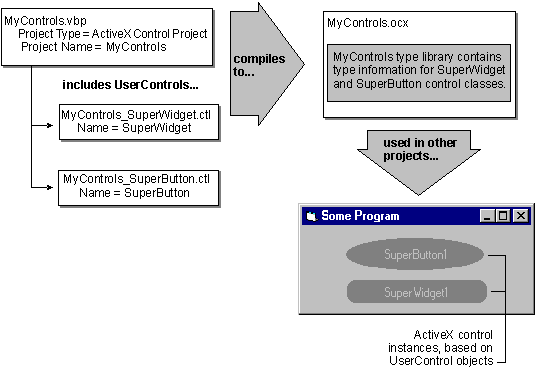 MyControls.vbp
Project Type = ActiveX Control Project
Project Name = MyControls
includes UserControls...
MyControls_SuperWidget.ctl
Name = SuperWidget
MyControls_SuperButton.ctl
Name = SuperButton
compiles
to...
MyControls.ocx
MyControls type library contains
type information for SuperWidget
and SuperButton control classes.
used in other
projects...
Some Program
SuperButton1
SuperWidget1
ActiveX control
instances, based on
UserControl objects